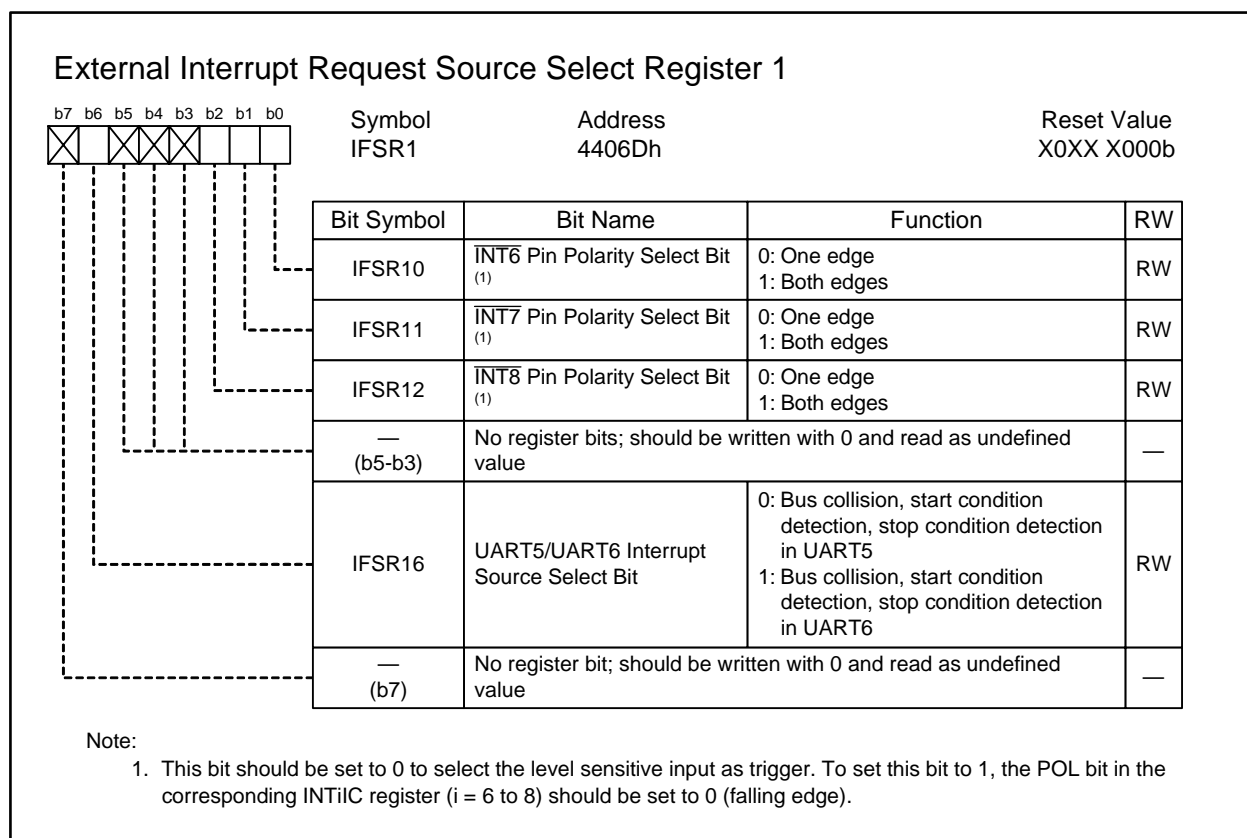 External Interrupt Request Source Select Register 1
b7 b6 b5 b4 b3 b2 b1 b0
Symbol Address Reset Value
IFSR1 4406Dh X0XX X000b
Bit Symbol Bit Name Function RW
IFSR10 INT6 Pin Polarity Select Bit (1) 0: One edge RW
1: Both edges
IFSR11 INT7 Pin Polarity Select Bit (1) 0: One edge RW
1: Both edges
IFSR12 INT8 Pin Polarity Select Bit (1) 0: One edge RW
1: Both edges
— (b5-b3) No register bits; should be written with 0 and read as undefined —
value
IFSR16 UART5/UART6 Interrupt
Source Select Bit
0: Bus collision, start condition
detection, stop condition detection
in UART5
1: Bus collision, start condition
detection, stop condition detection
in UART6
RW
— (b7) No register bit; should be written with 0 and read as undefined —
value
Note:
1. This bit should be set to 0 to select the level sensitive input as trigger. To set this bit to 1, the POL bit in the
corresponding INTiIC register (i = 6 to 8) should be set to 0 (falling edge).